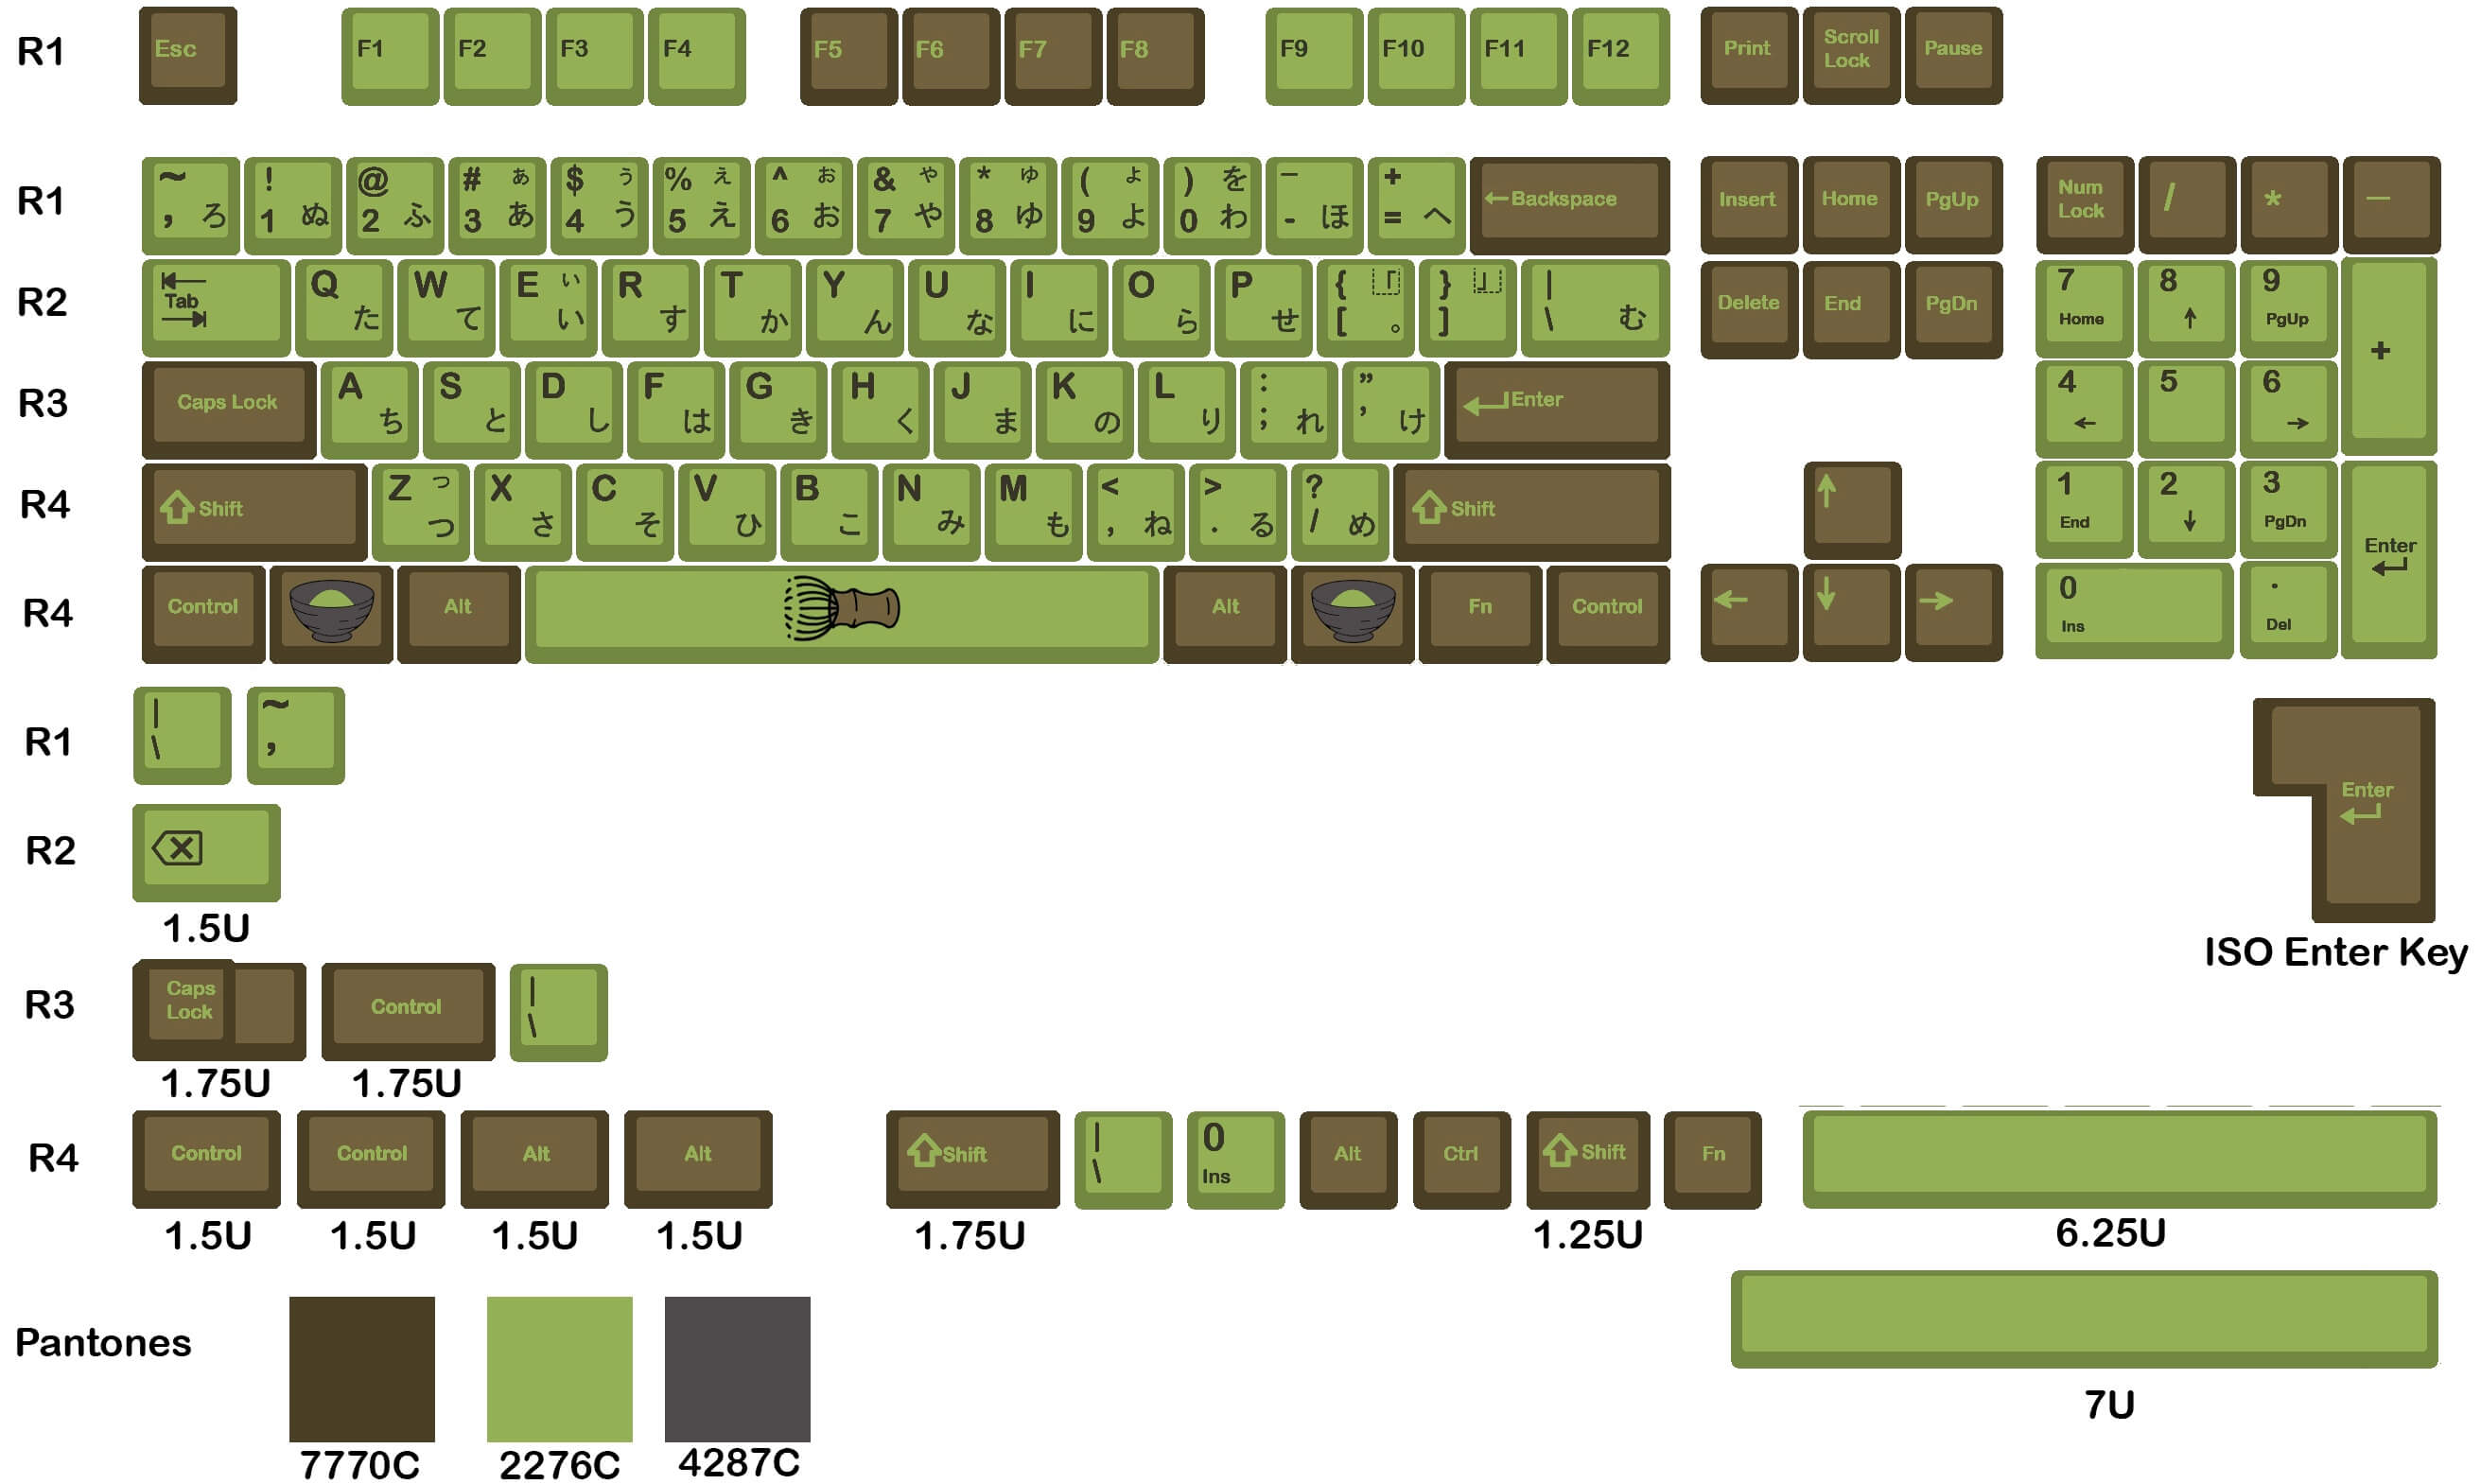 R1 Esc F1 F2 F3 F4 F5 F6 F7 F8 F9 F10 F11 F12 Print Scroll Lock Pause
R1 ~ , ろ ! 1 ぬ @ 2 ふ # ぁ 3 あ $ ぅ 4 う % ぇ 5 え ^ ぉ 6 お & ゃ 7 や * ゅ 8 ゆ ( ょ 9 よ ) を 0 わ — - ほ + = へ ←Backspace Insert Home PgUp Num Lock / * —
R2 Tab Q た W て E ぃ い R す T か Y ん U な I に O ら P せ { 「 [ 。 } 」 ] | \ む Delete End PgDn 7 Home 8 ↑ 9 PgUp +
R3 Caps Lock A ち S と D し F は G き H く J ま K の L り : ; れ ” ’ け Enter 4 ← 5 6 →
R4 Shift Z っ つ X さ C そ V ひ B こ N み M も < , ね > . る ? / め Shift ↑ 1 End 2 ↓ 3 PgDn Enter
R4 Control Alt Alt Fn Control ← ↓ → 0 Ins . Del
R1 | \ ~ ,
R2
1.5U
Enter
ISO Enter Key
R3 Caps Lock Control | \
1.75U 1.75U
R4 Control Control Alt Alt Shift | \ 0 Ins Alt Ctrl Shift Fn
1.5U 1.5U 1.5U 1.5U 1.75U 1.25U 6.25U
Pantones
7U
7770C 2276C 4287C